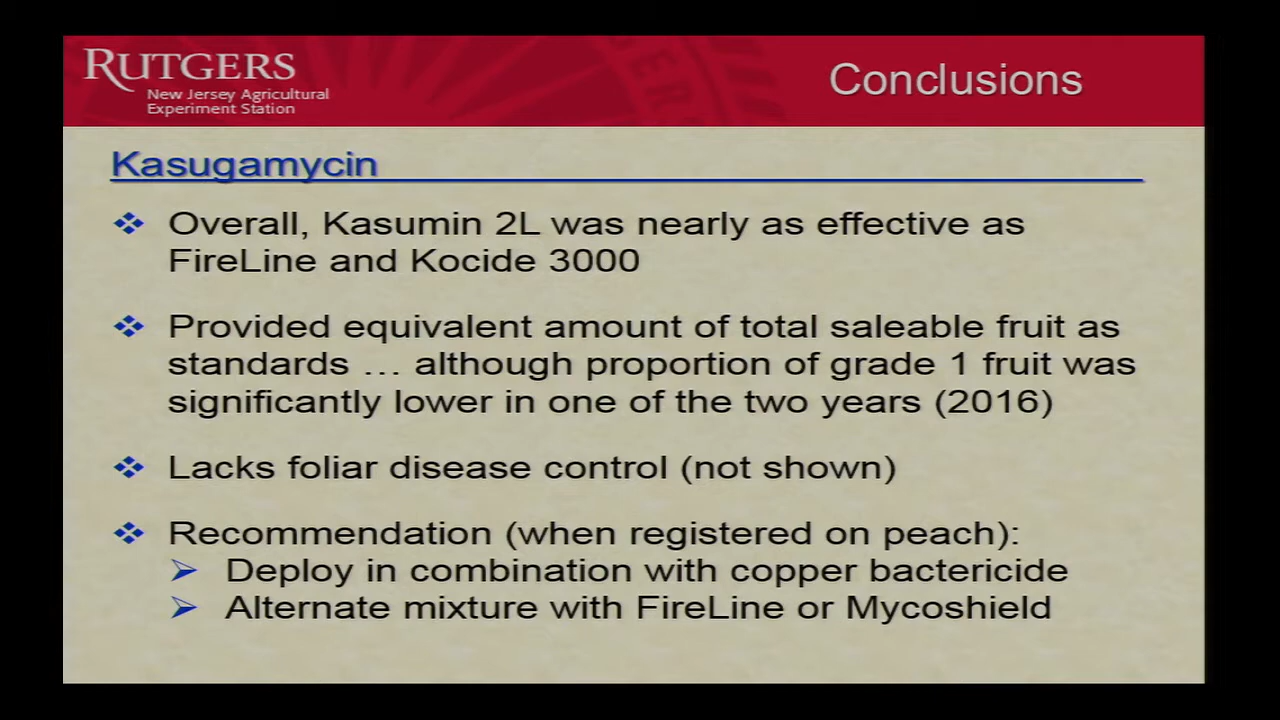 RUTGERS
New Jersey Agricultural
Experiment Station
Conclusions
Kasugamycin
Overall, Kasumin 2L was nearly as effective as
FireLine and Kocide 3000
Provided equivalent amount of total saleable fruit as
standards … although proportion of grade 1 fruit was
significantly lower in one of the two years (2016)
Lacks foliar disease control (not shown)
Recommendation (when registered on peach):
Deploy in combination with copper bactericide
Alternate mixture with FireLine or Mycoshield